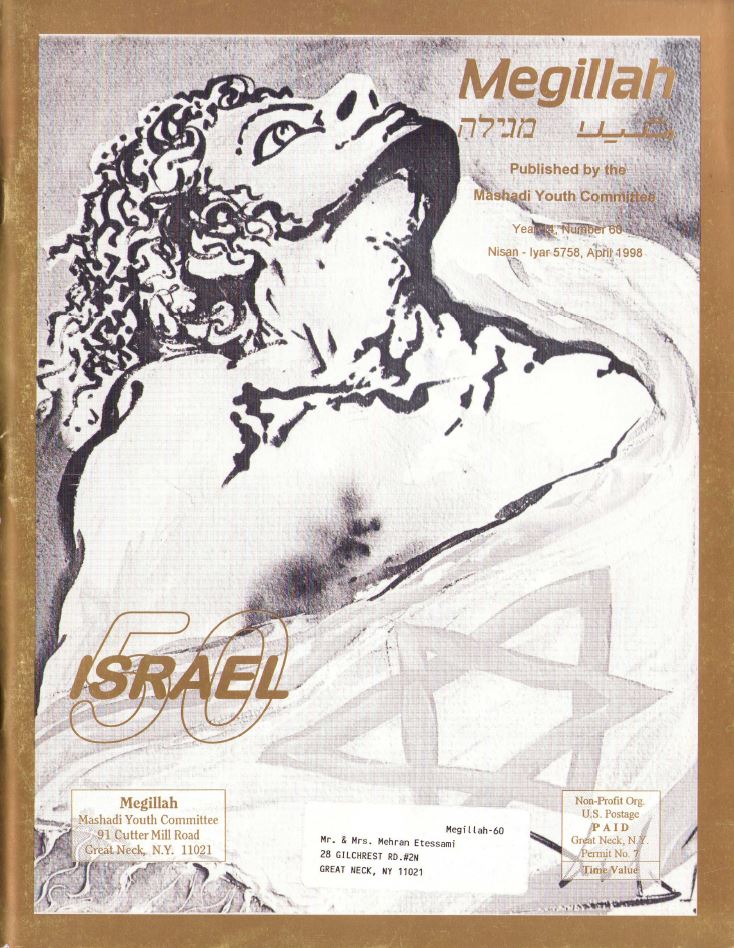 Megillah
מגילה
Published by the
Mashadi Youth Committee
Year 14, Number 60
Nisan - Iyar 5758, April 1998
50
ISRAEL
Megillah
Mashadi Youth Committee
91 Cutter Mill Road
Great Neck, N.Y. 11021
Megillah-60
Mr. & Mrs. Mehran Etessami
28 GILCHREST RD.#2N
GREAT NECK, NY 11021
Non-Profit Org.
U.S. Postage
PAID
Great Neck, N.Y.
Permit No. 7
Time Value